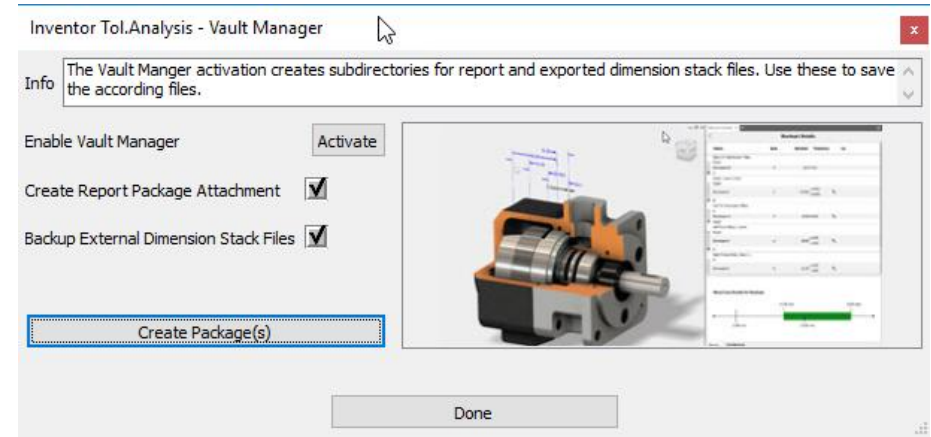 Inventor Tol.Analysis - Vault Manager
x
Info
The Vault Manger activation creates subdirectories for report and exported dimension stack files. Use these to save
the according files.
Enable Vault Manager
Activate
Create Report Package Attachment
Backup External Dimension Stack Files
Create Package(s)
Done